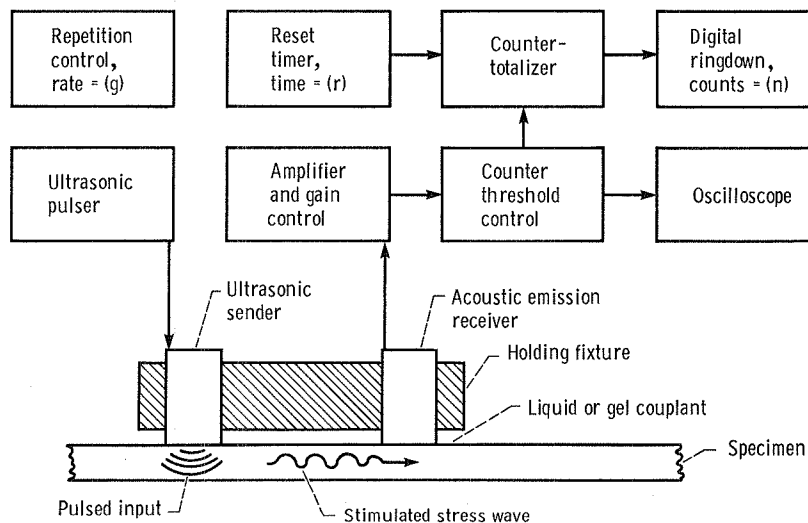 Repetition
control,
rate = (g)
Reset
timer,
time = (r)
Counter-
totalizer
Digital
ringdown,
counts = (n)
Ultrasonic
pulser
Amplifier
and gain
control
Counter
threshold
control
Oscilloscope
Ultrasonic
sender
Acoustic emission
receiver
Holding fixture
Liquid or gel couplant
Specimen
Pulsed input
Stimulated stress wave